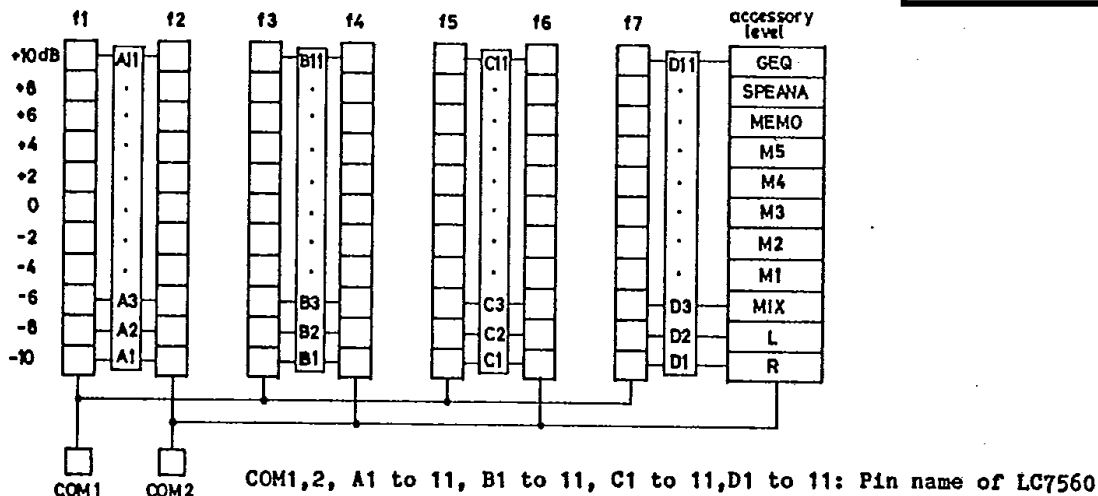 f1 f2 f3 f4 f5 f6 f7 accessory
level
+10dB A11 B11 C11 D11 GEQ
+8 SPEANA
+6 MEMO
+4 M5
+2 M4
0 M3
-2 M2
-4 M1
-6 A3 B3 C3 D3 MIX
-8 A2 B2 C2 D2 L
-10 A1 B1 C1 D1 R
COM1 COM2
COM1,2, A1 to 11, B1 to 11, C1 to 11,D1 to 11: Pin name of LC7560